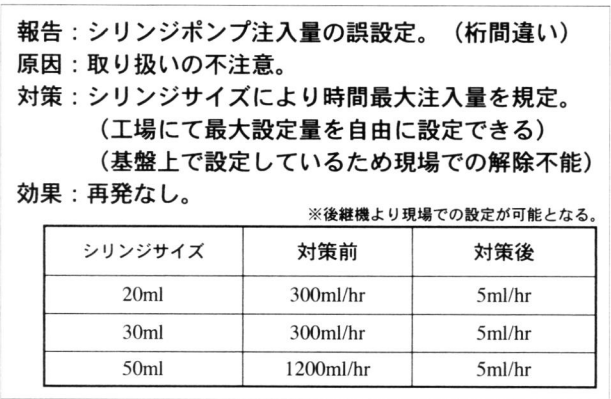 報告：シリンジポンプ注入量の誤設定。（桁間違い）
原因：取り扱いの不注意。
対策：シリンジサイズにより時間最大注入量を規定。
（工場にて最大設定量を自由に設定できる）
（基盤上で設定しているため現場での解除不能）
効果：再発なし。
※後継機より現場での設定が可能となる。
シリンジサイズ 対策前 対策後
20ml 300ml/hr 5ml/hr
30ml 300ml/hr 5ml/hr
50ml 1200ml/hr 5ml/hr